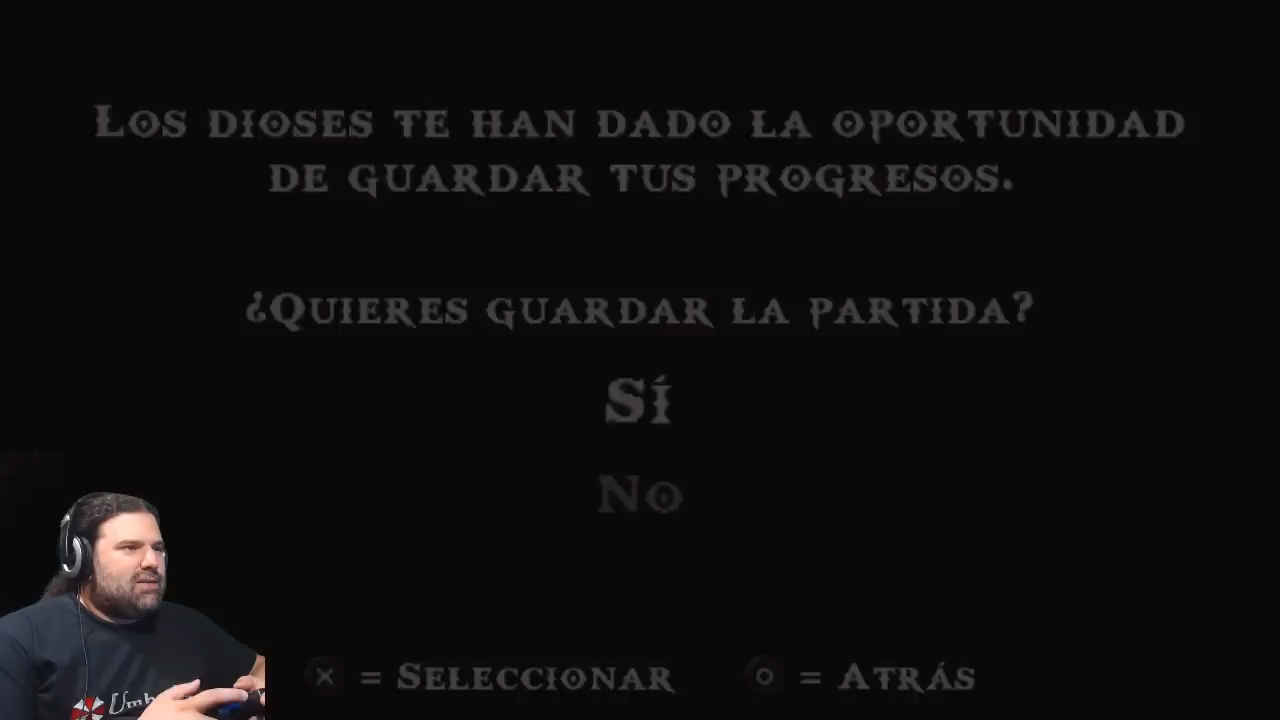 Los dioses te han dado la oportunidad
de guardar tus progresos.
¿Quieres guardar la partida?
Sí
No
= Seleccionar
= Atrás